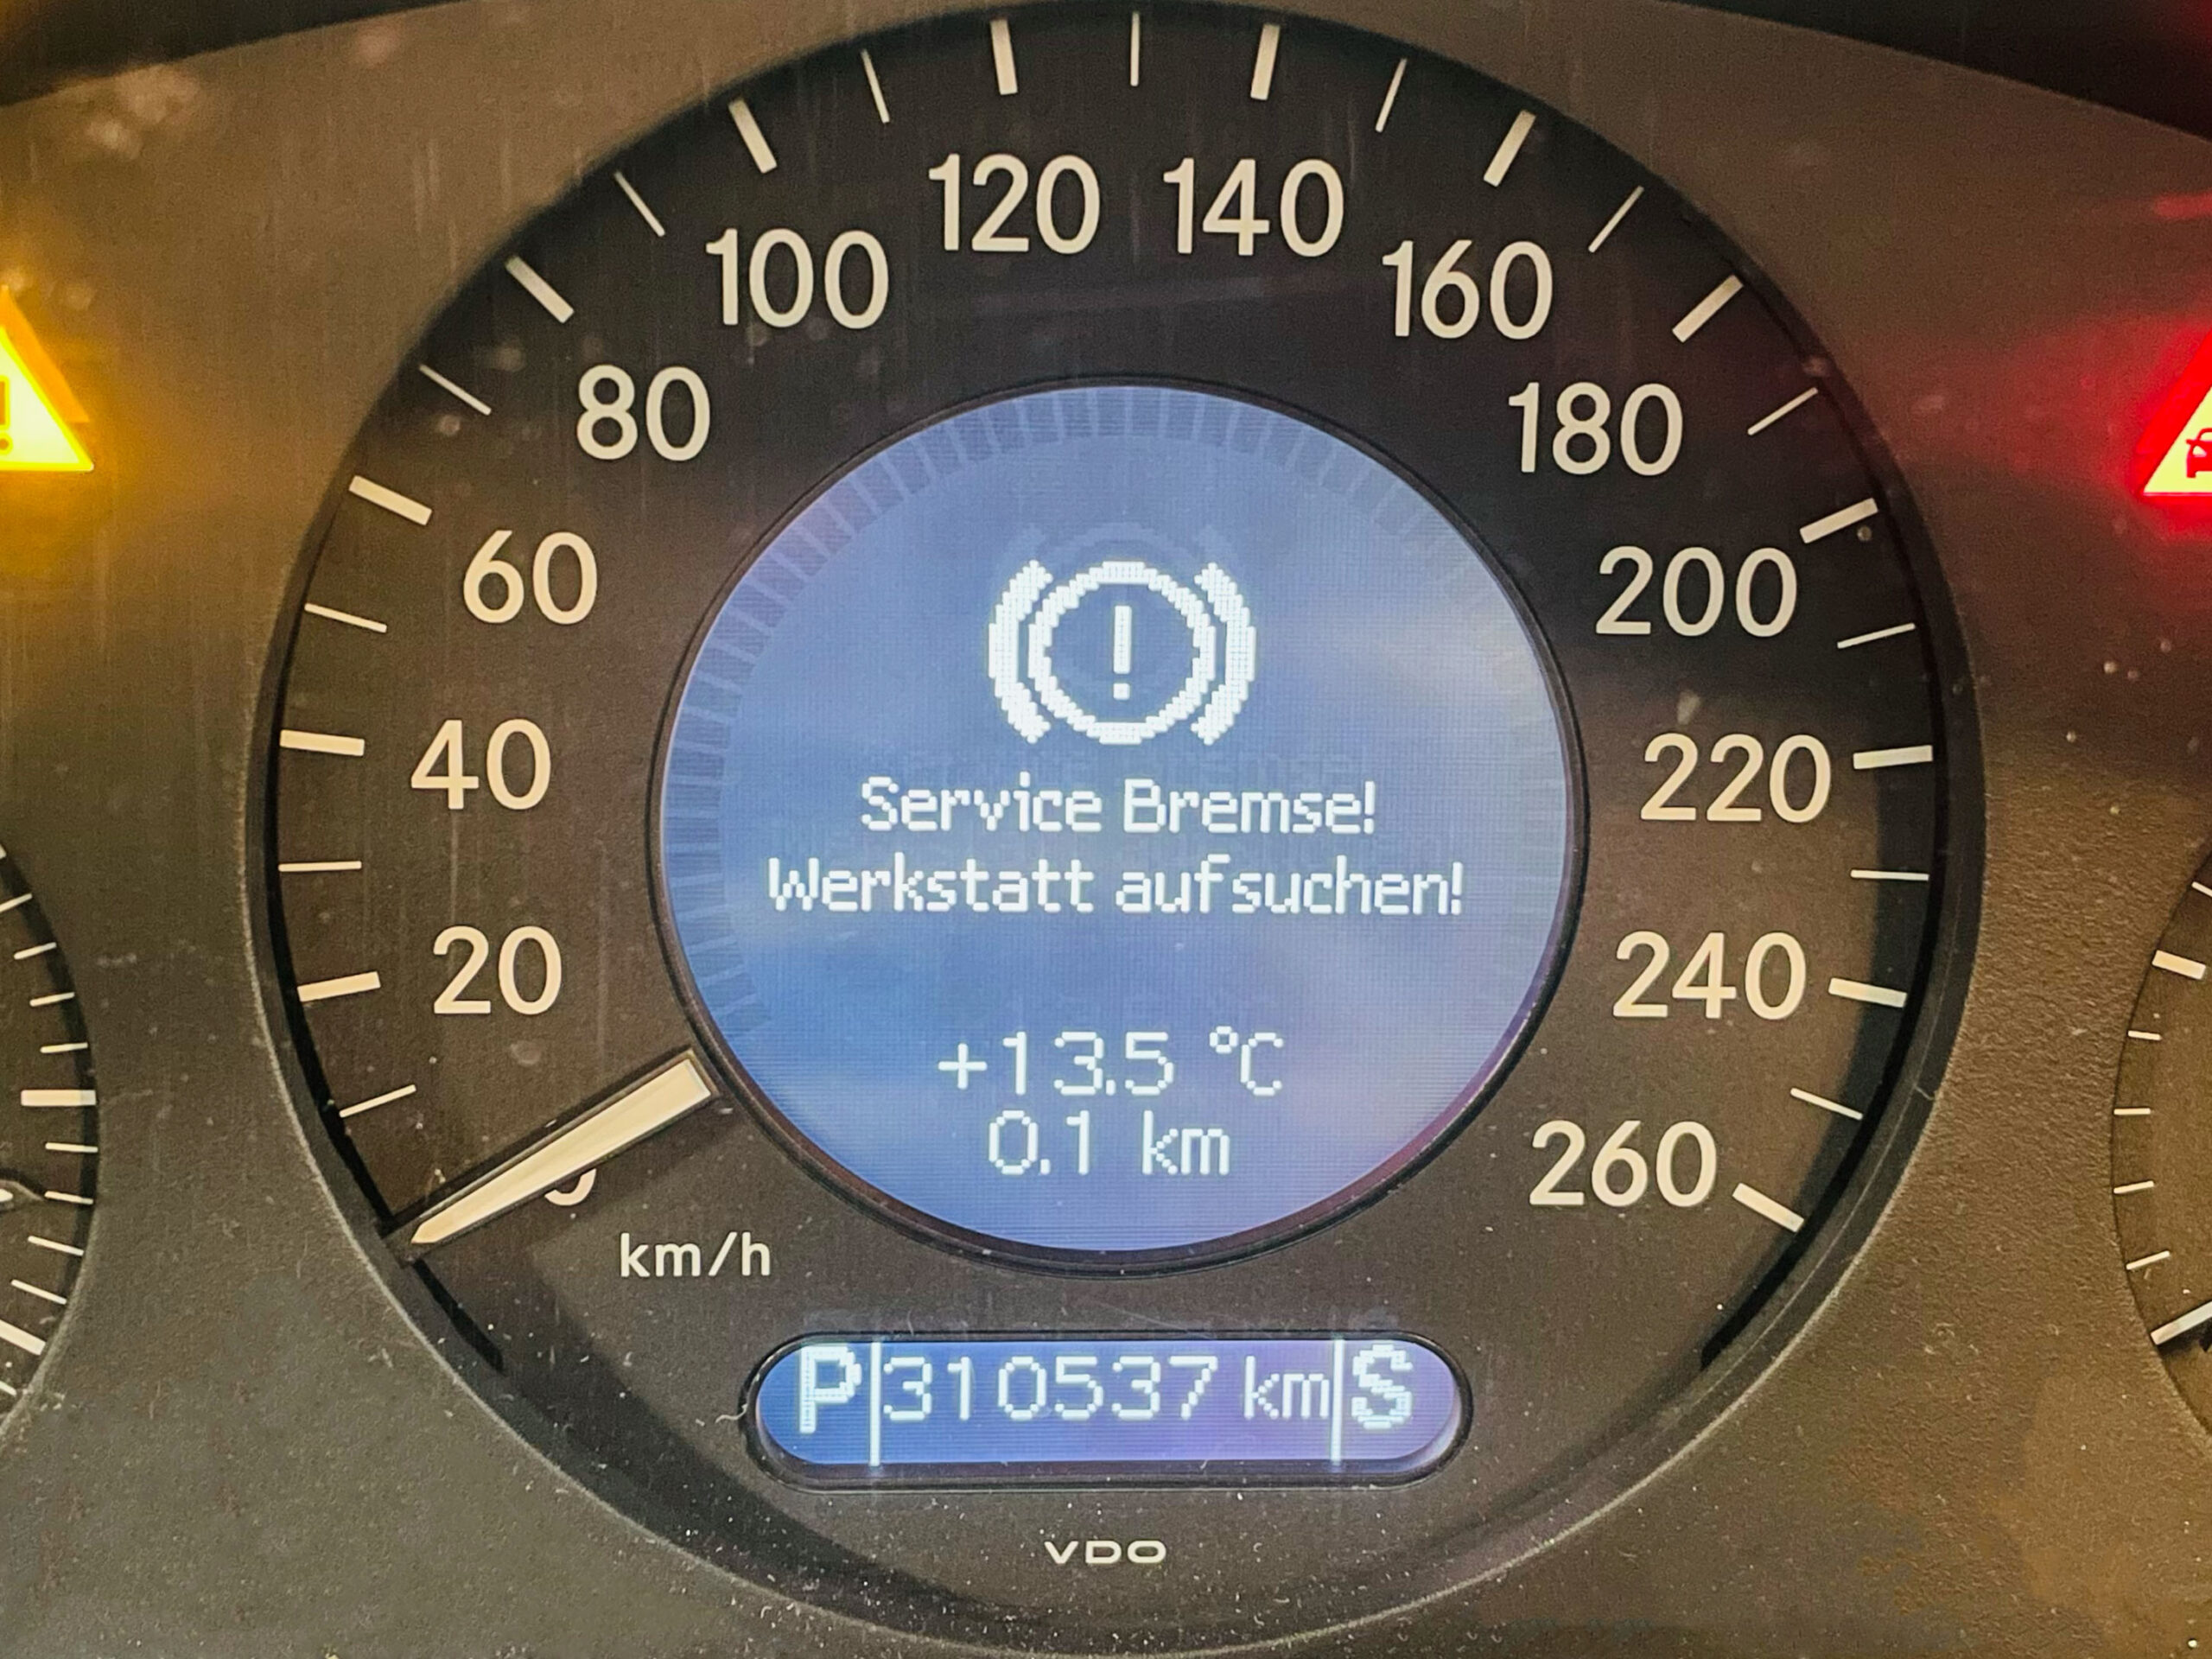 120 140
100 160
80 180
60 200
40 220
20 240
260
Service Bremse!
Werkstatt aufsuchen!
+13.5 °C
0.1 km
km/h
P 310537 km S
VDO